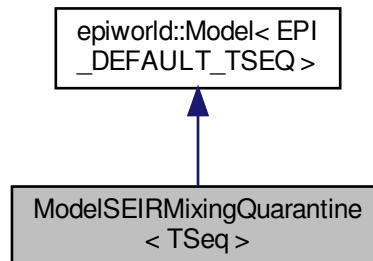 epiworld::Model< EPI
_DEFAULT_TSEQ >
ModelSEIRMixingQuarantine
< TSeq >